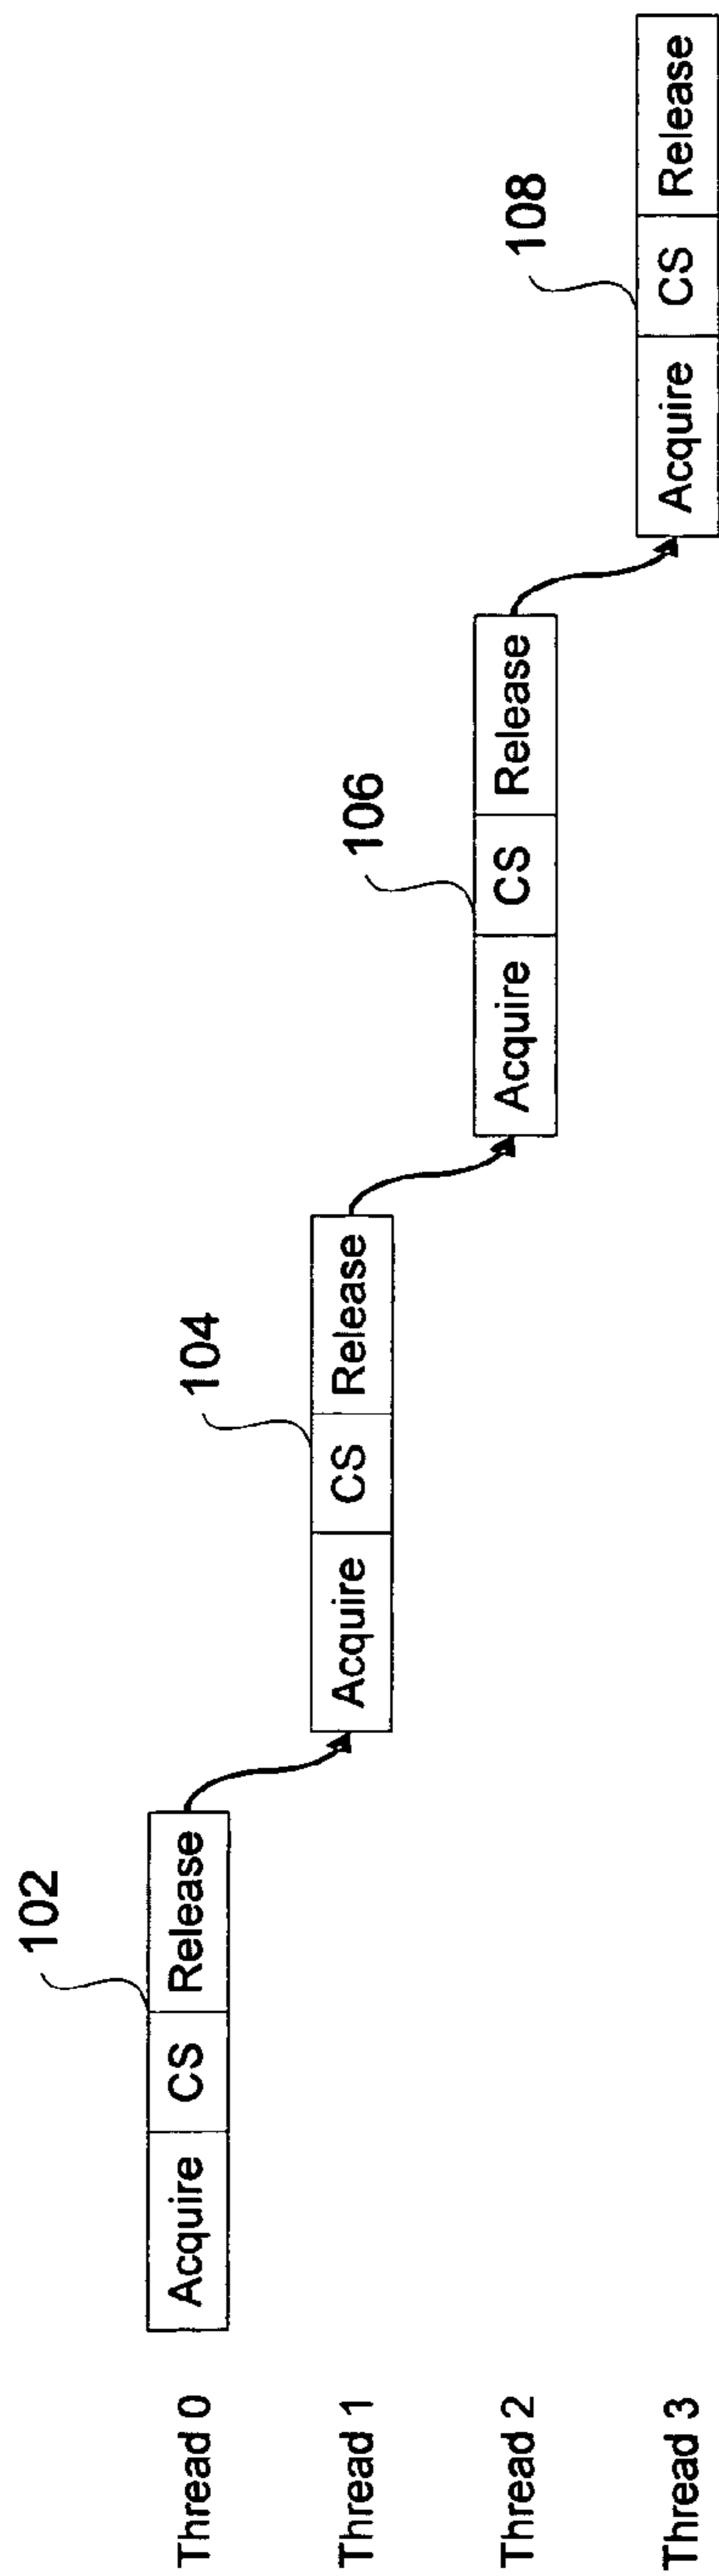 Thread 0
Acquire
CS
Release
102
Thread 1
Acquire
CS
Release
104
Thread 2
Acquire
CS
Release
106
Thread 3
Acquire
CS
Release
108